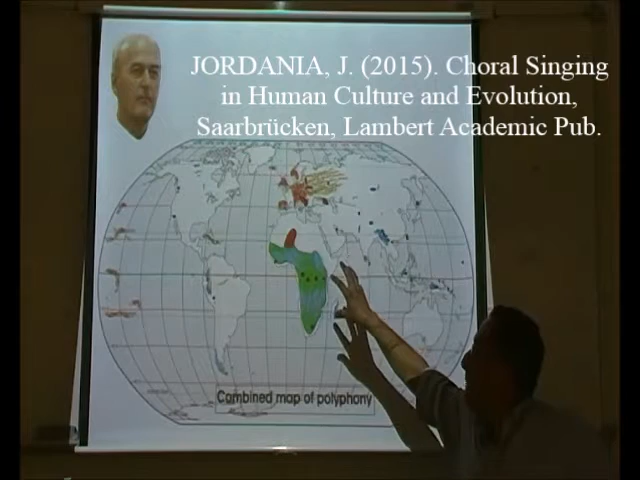 JORDANIA, J. (2015). Choral Singing
in Human Culture and Evolution,
Saarbrücken, Lambert Academic Pub.
Combined map of polyphony